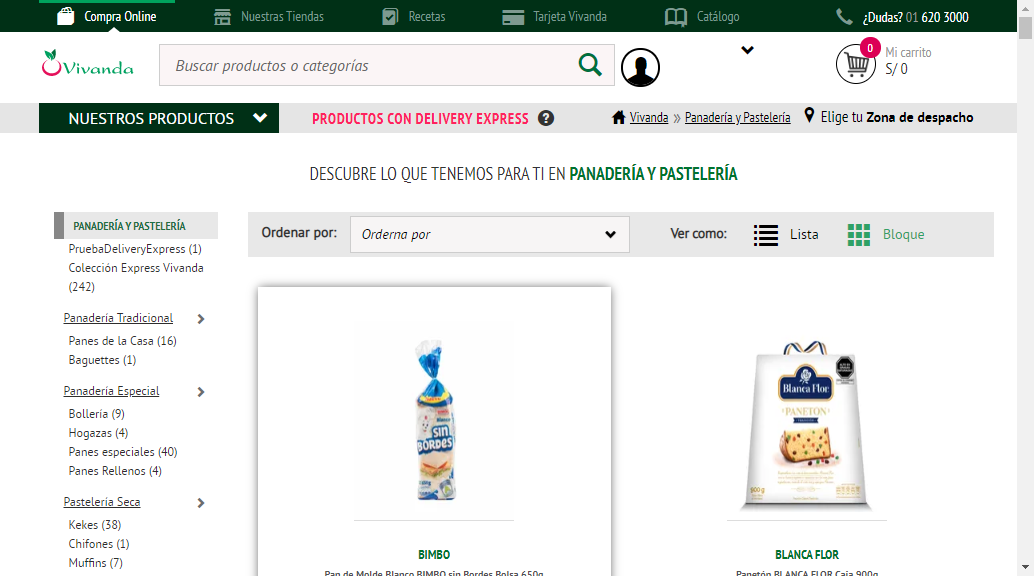 Compra Online
Nuestras Tiendas
Recetas
Tarjeta Vivanda
Catálogo
¿Dudas? 01 620 3000
Vivanda
Buscar productos o categorías
0
Mi carrito
S/ 0
NUESTROS PRODUCTOS
PRODUCTOS CON DELIVERY EXPRESS ?
Vivanda » Panadería y Pastelería
Elige tu Zona de despacho
DESCUBRE LO QUE TENEMOS PARA TI EN PANADERÍA Y PASTELERÍA
PANADERÍA Y PASTELERÍA
PruebaDeliveryExpress (1)
Colección Express Vivanda
(242)
Panadería Tradicional
Panes de la Casa (16)
Baguettes (1)
Panadería Especial
Bollería (9)
Hogazas (4)
Panes especiales (40)
Panes Rellenos (4)
Pastelería Seca
Kekes (38)
Chifones (1)
Muffins (7)
Ordenar por:
Orderna por
Ver como:
Lista
Bloque
SIN
BORDES
BIMBO
Pan de Molde Blanco BIMBO sin Bordes Bolsa 650g
Blanca Flor
PANETON
900g
BLANCA FLOR
Panetón BLANCA FLOR Caja 900g